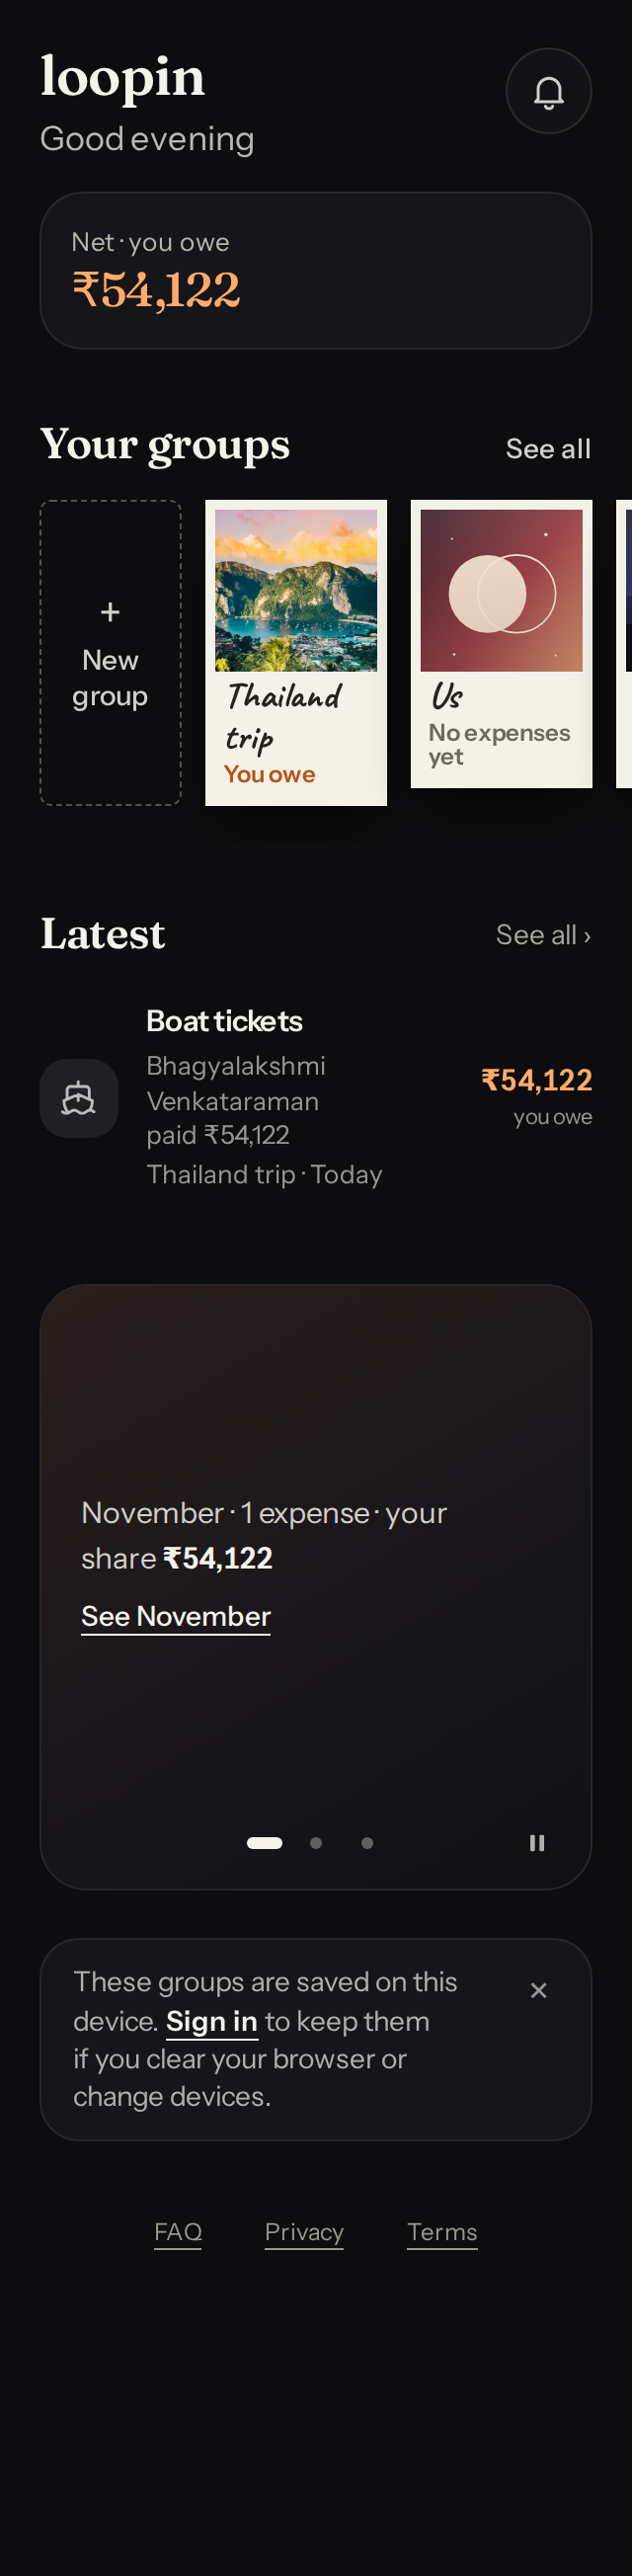 loopin
Good evening
Net · you owe
₹54,122
Your groups
See all
+
New
group
Thailand
trip
You owe
Us
No expenses
yet
Latest
See all ›
Boat tickets
Bhagyalakshmi
Venkataraman
paid ₹54,122
Thailand trip · Today
₹54,122
you owe
November · 1 expense · your
share ₹54,122
See November
These groups are saved on this
device. Sign in to keep them
if you clear your browser or
change devices.
FAQ
Privacy
Terms